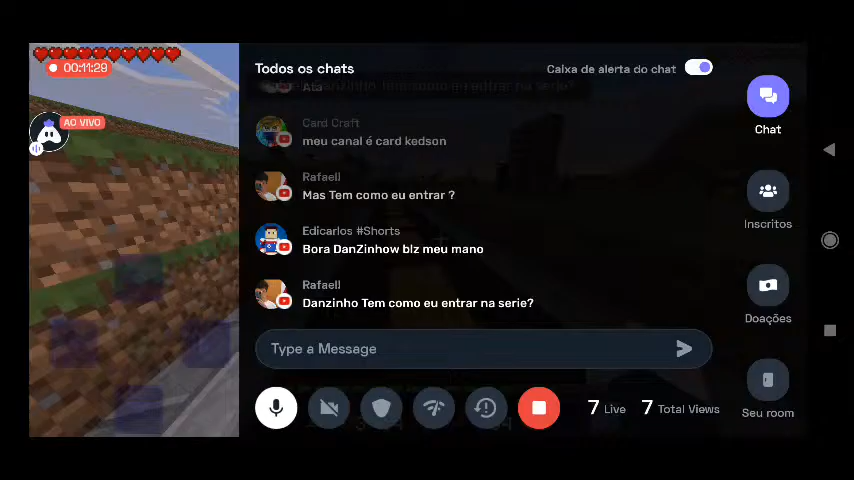 00:11:29
AO VIVO
Todos os chats
Caixa de alerta do chat
Ata
Card Craft
meu canal é card kedson
Rafaell
Mas Tem como eu entrar ?
Edicarlos #Shorts
Bora DanZinhow blz meu mano
Rafaell
Danzinho Tem como eu entrar na serie?
Type a Message
7 Live
7 Total Views
Chat
Inscritos
Doações
Seu room